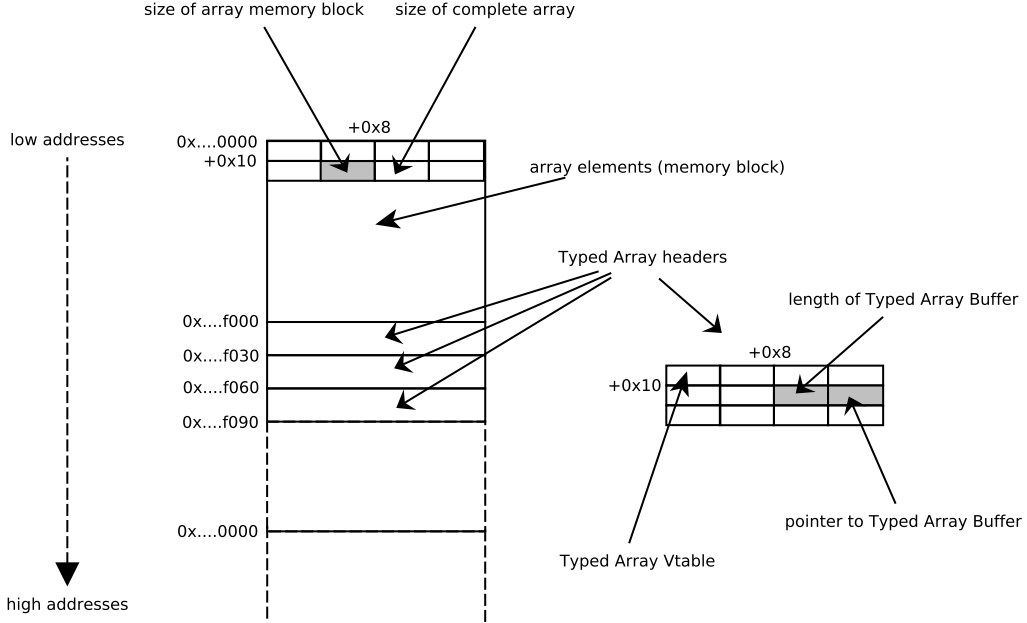 size of array memory block
size of complete array
+0x8
low addresses
0x....0000
+0x10
array elements (memory block)
Typed Array headers
length of Typed Array Buffer
0x....f000
0x....f030
+0x8
0x....f060
+0x10
0x....f090
pointer to Typed Array Buffer
0x....0000
Typed Array Vtable
high addresses